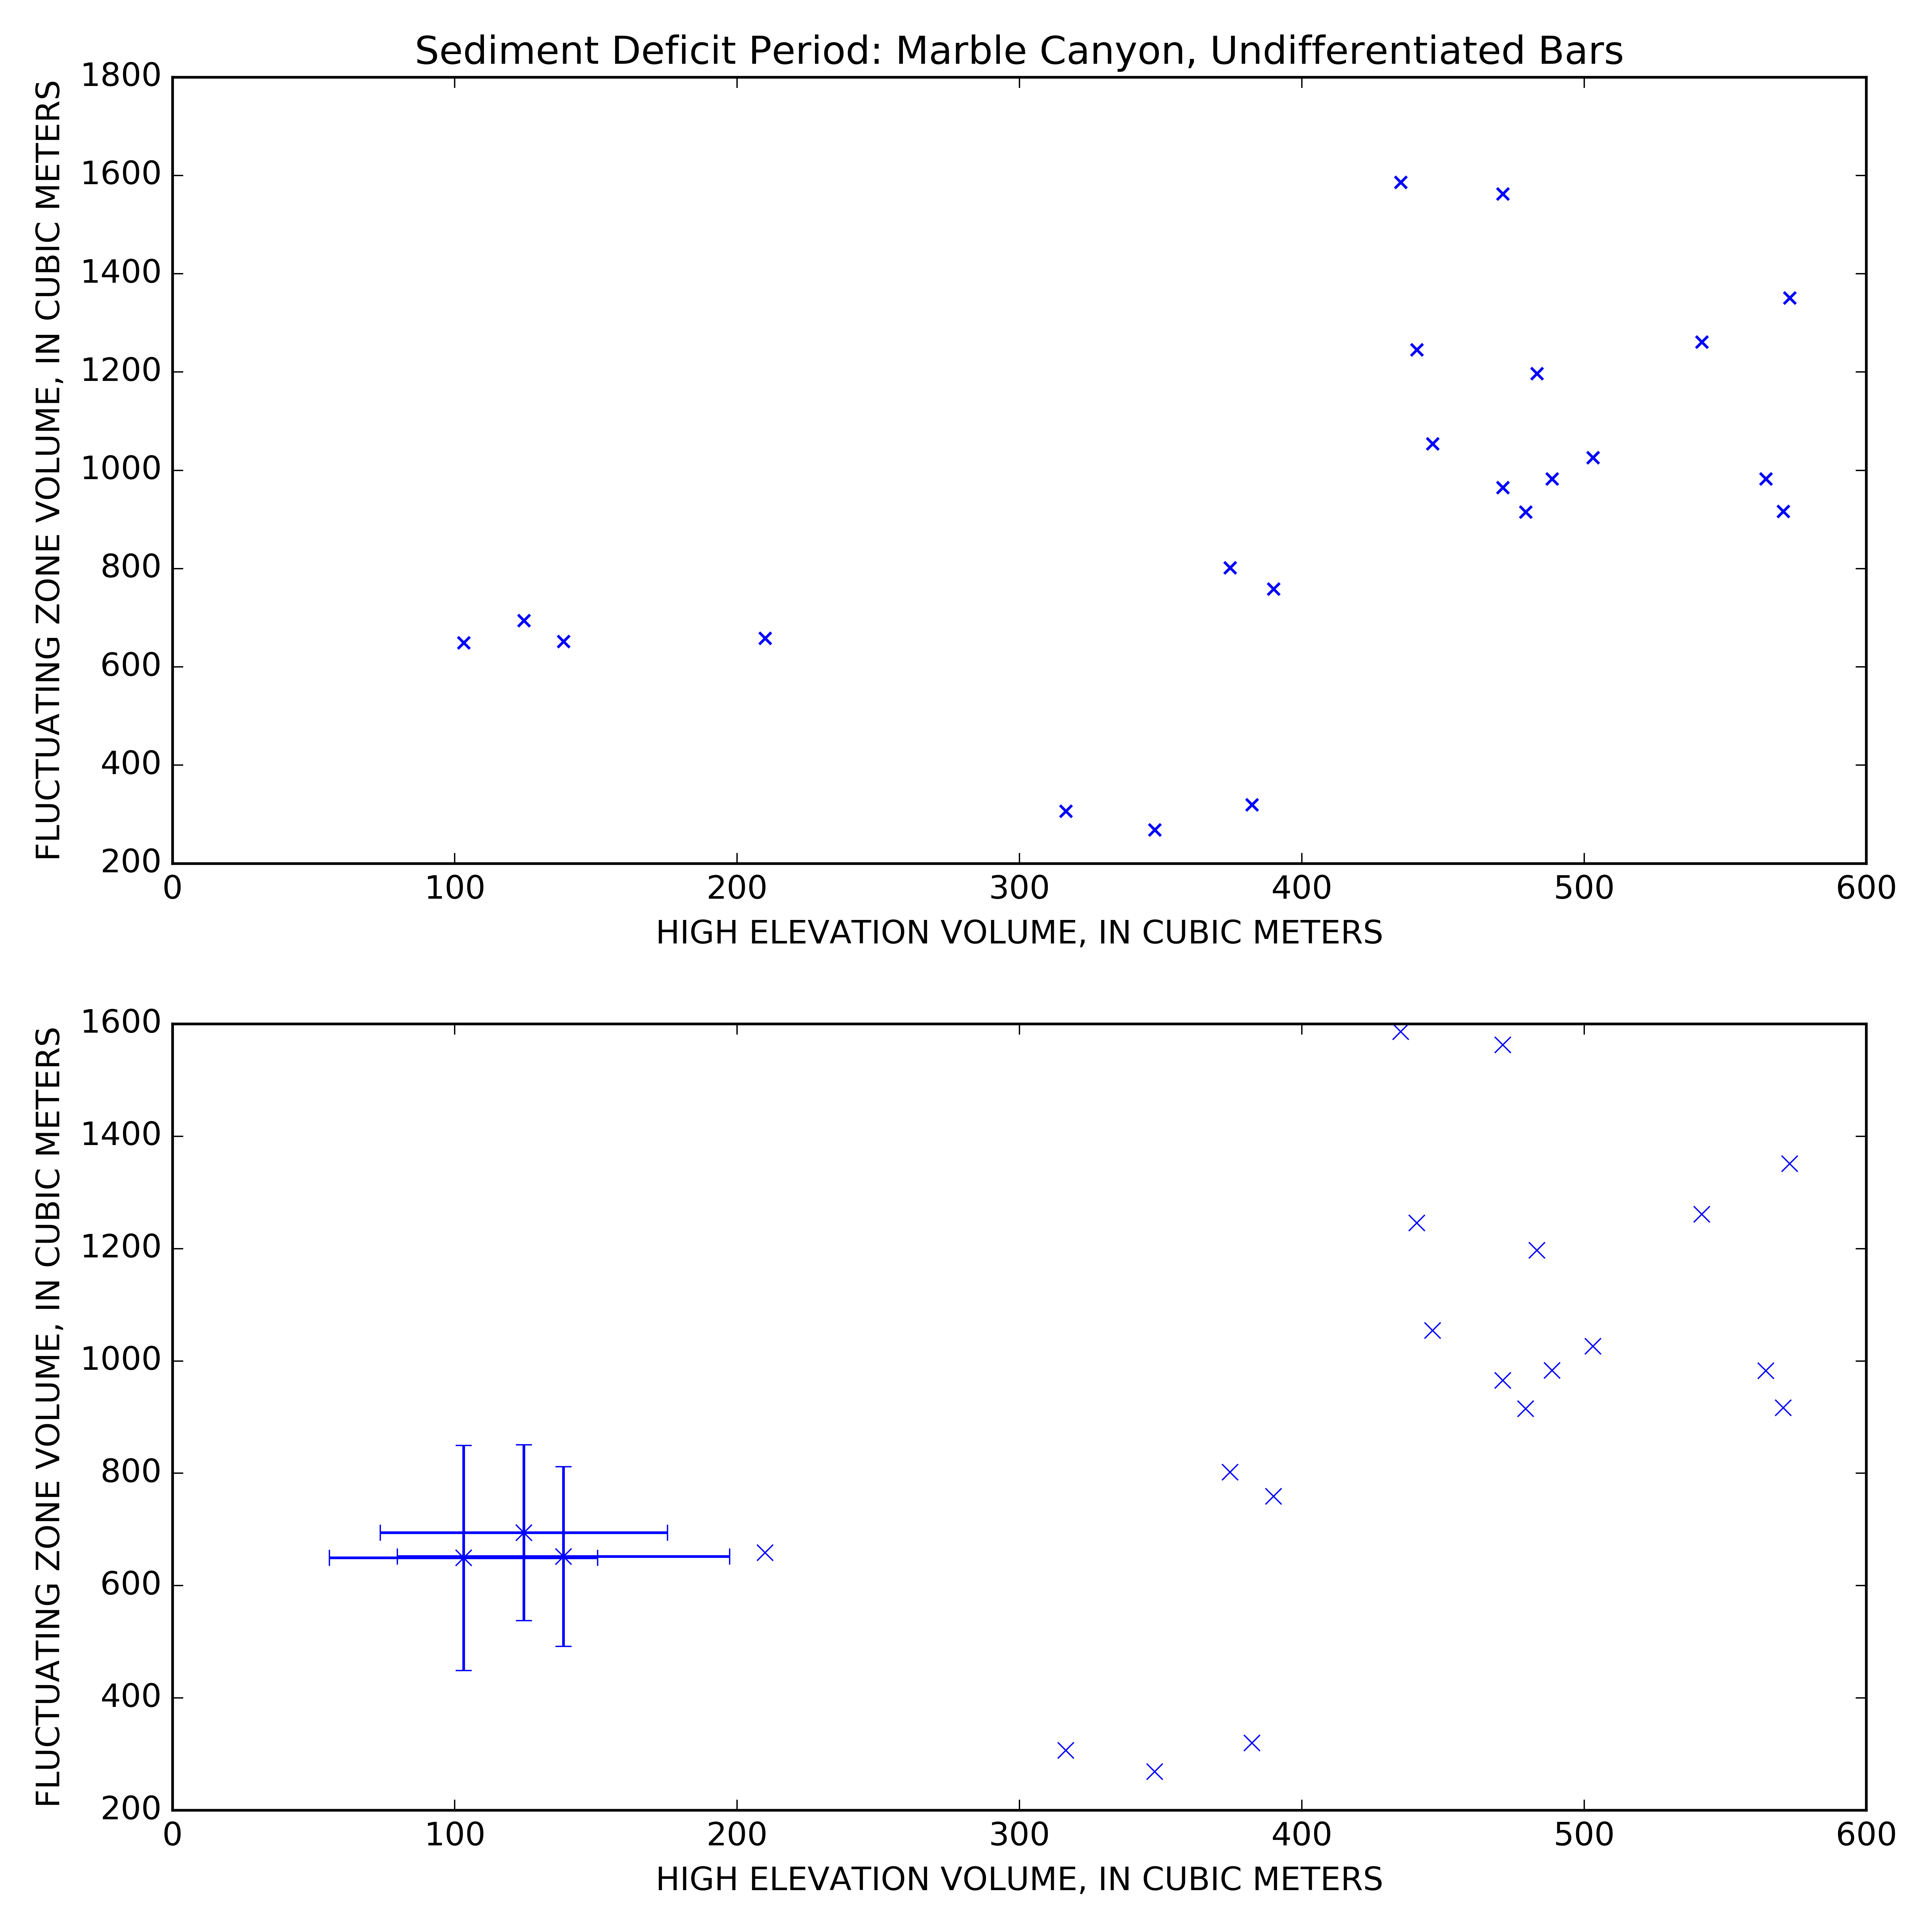 Sediment Deficit Period: Marble Canyon, Undifferentiated Bars
FLUCTUATING ZONE VOLUME, IN CUBIC METERS
1800
1600
1400
1200
1000
800
600
400
200
0 100 200 300 400 500 600
HIGH ELEVATION VOLUME, IN CUBIC METERS
FLUCTUATING ZONE VOLUME, IN CUBIC METERS
1600
1400
1200
1000
800
600
400
200
0 100 200 300 400 500 600
HIGH ELEVATION VOLUME, IN CUBIC METERS